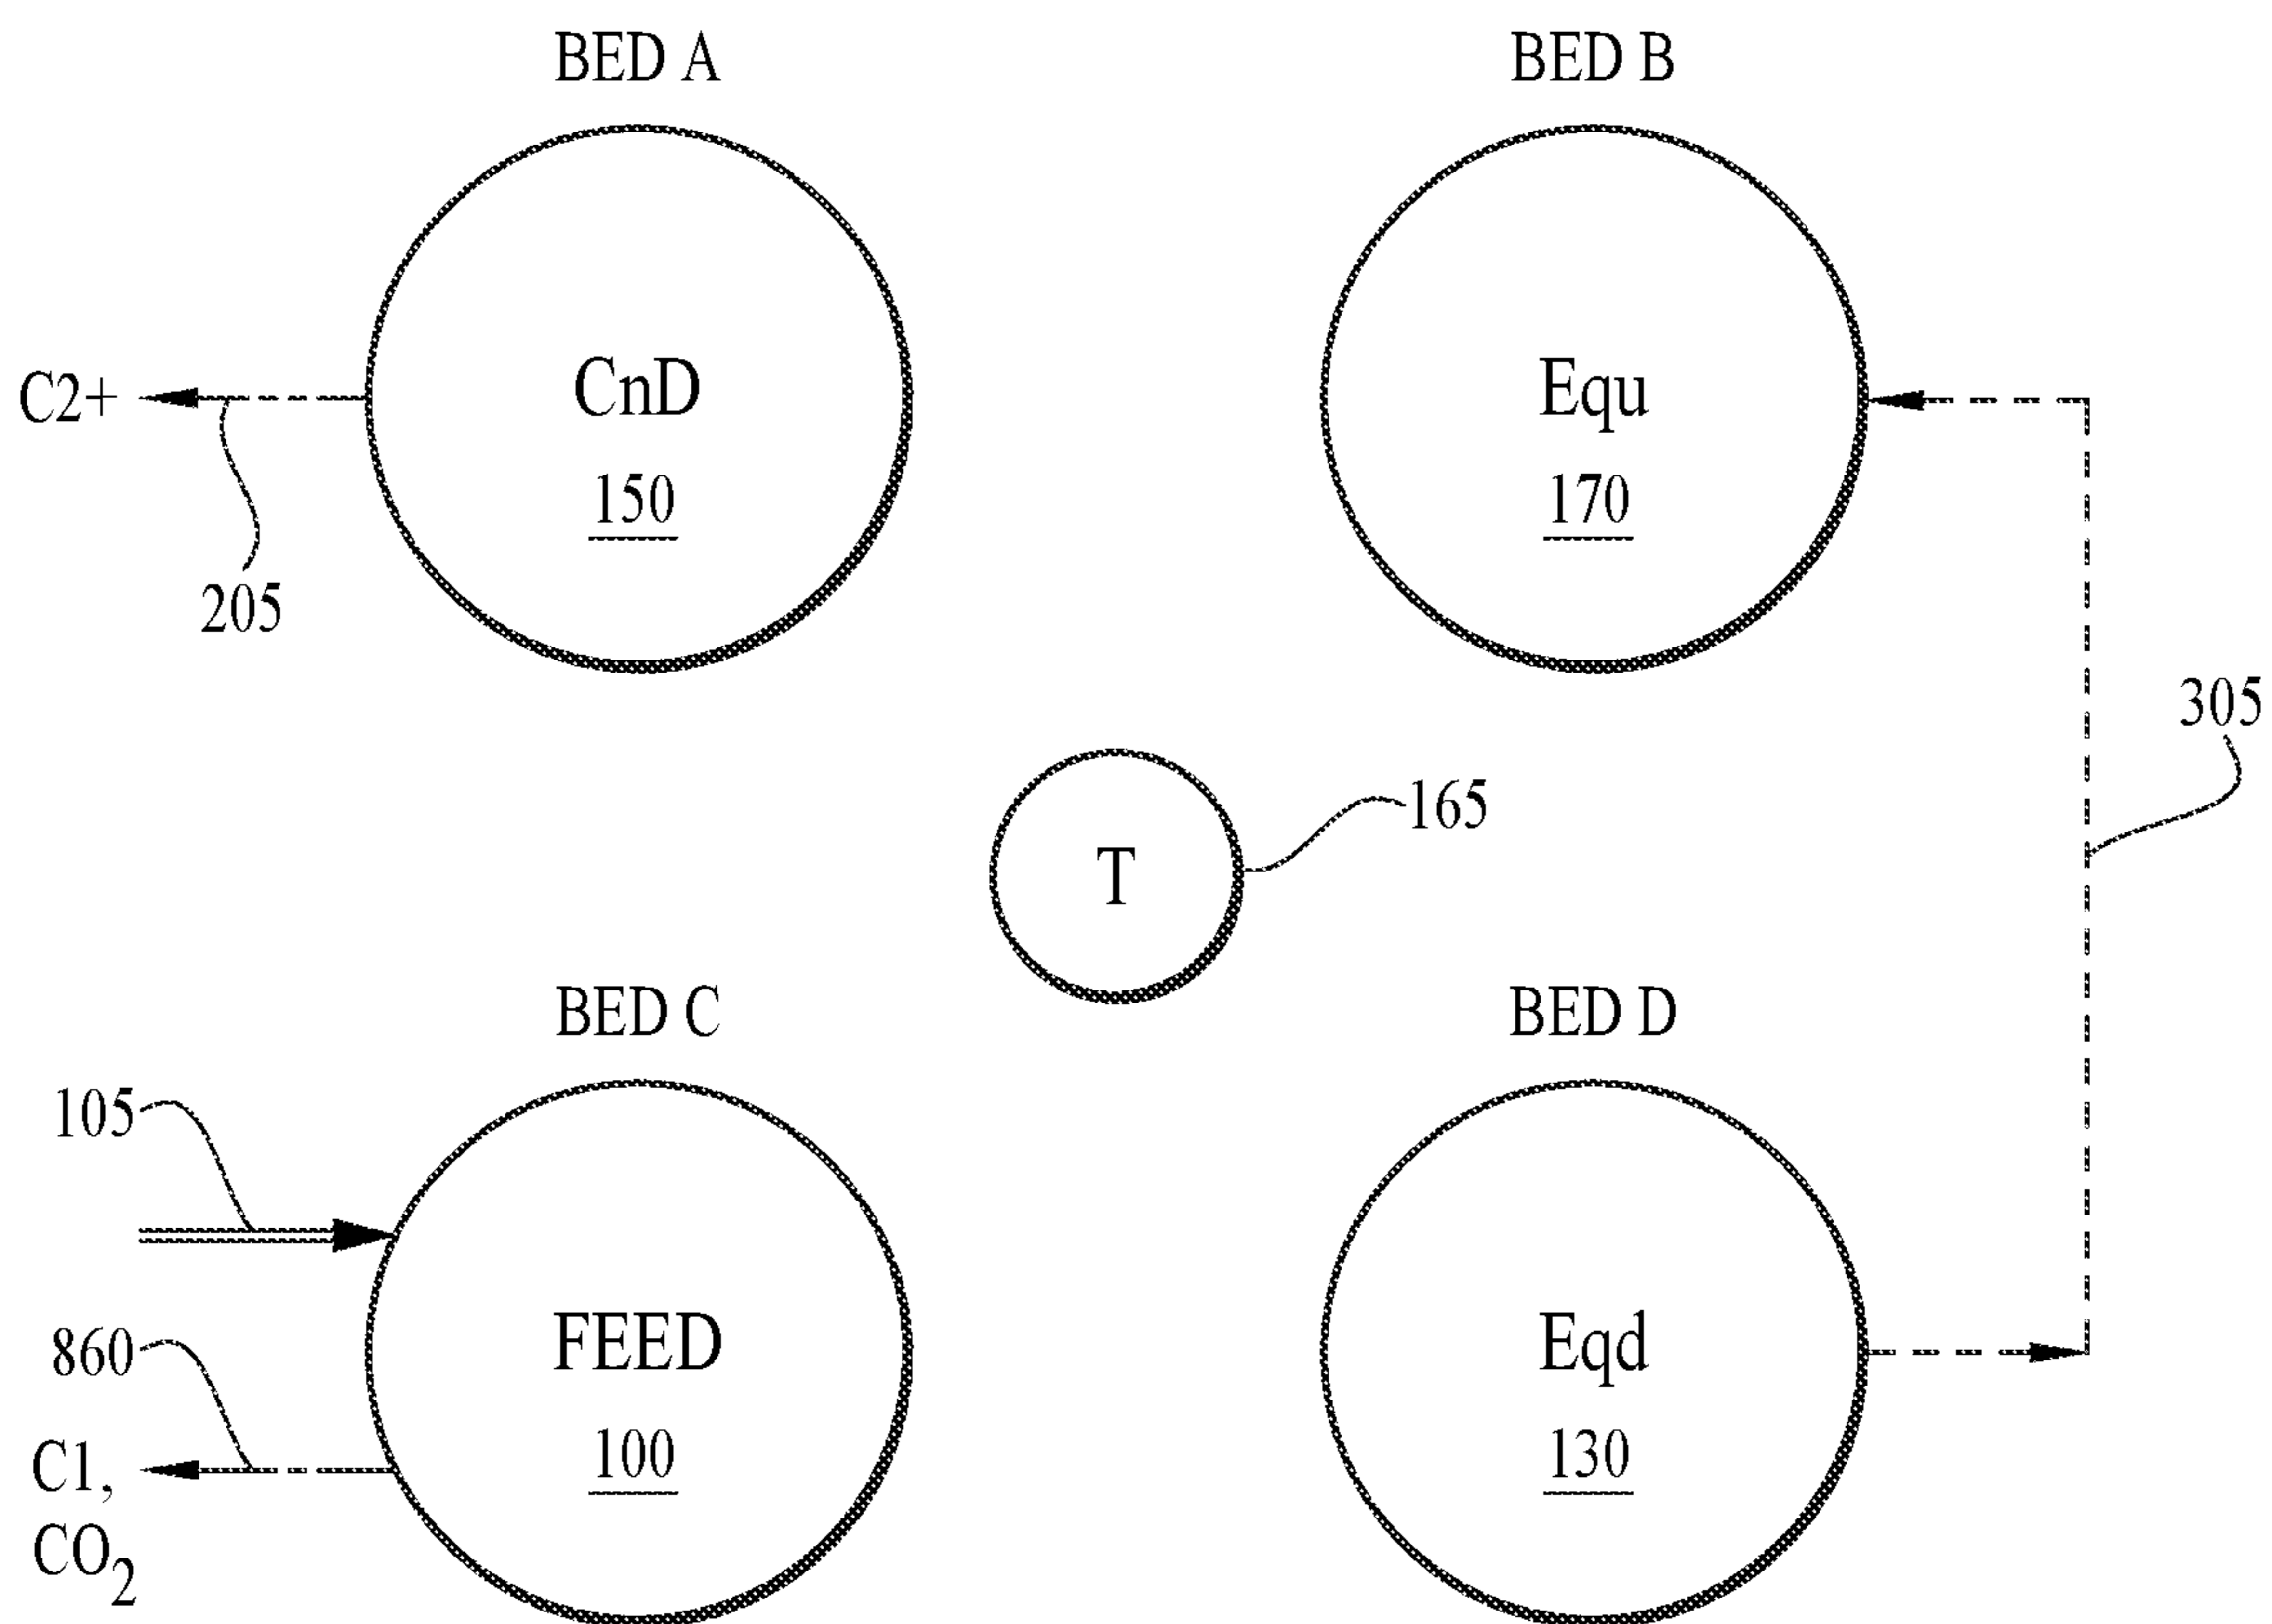 BED A
BED B
C2+
CnD
150
205
Equ
170
305
T
165
BED C
BED D
105
860
C1,
CO2
FEED
100
Eqd
130